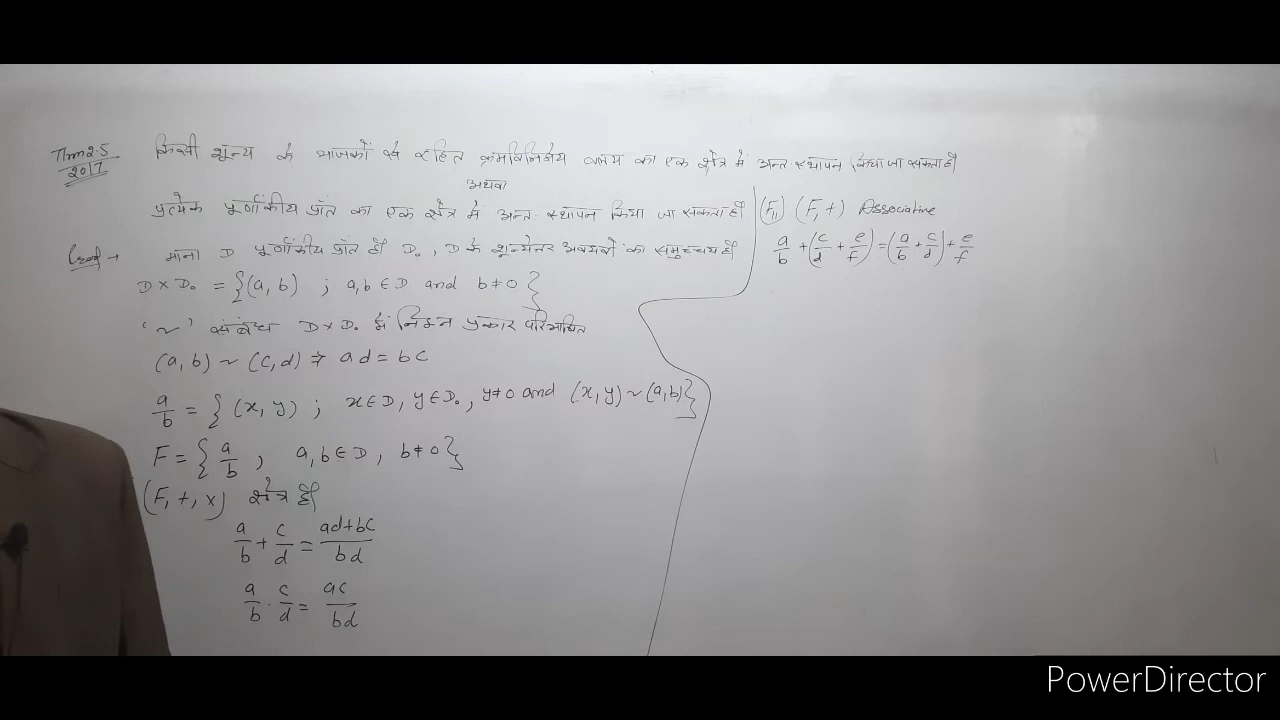 Thm 2.5
2017
किसी शून्य के भाजकों से रहित क्रमविनिमेय वलय का एक क्षेत्र में अन्तःस्थापन किया जा सकता है
अथवा
प्रत्येक पूर्णांकीय प्रांत का एक क्षेत्र में अन्तःस्थापन किया जा सकता है।
Proof → माना D पूर्णांकीय प्रांत है। D₀, D के शून्येत्तर अवयवों का समुच्चय है।
D × D₀ = {(a, b) ; a, b ∈ D and b ≠ 0}
'~' संबंध D × D₀ में निम्न प्रकार परिभाषित
(a, b) ~ (c, d) ⇒ ad = bc
a/b = {(x, y) ; x ∈ D, y ∈ D₀, y ≠ 0 and (x, y) ~ (a, b)}
F = {a/b , a, b ∈ D, b ≠ 0}
(F, +, ×) क्षेत्र है।
a/b + c/d = ad+bc/bd
a/b · c/d = ac/bd
(F₁) (F, +) Associative
a/b + (c/d + e/f) = (a/b + c/d) + e/f
PowerDirector